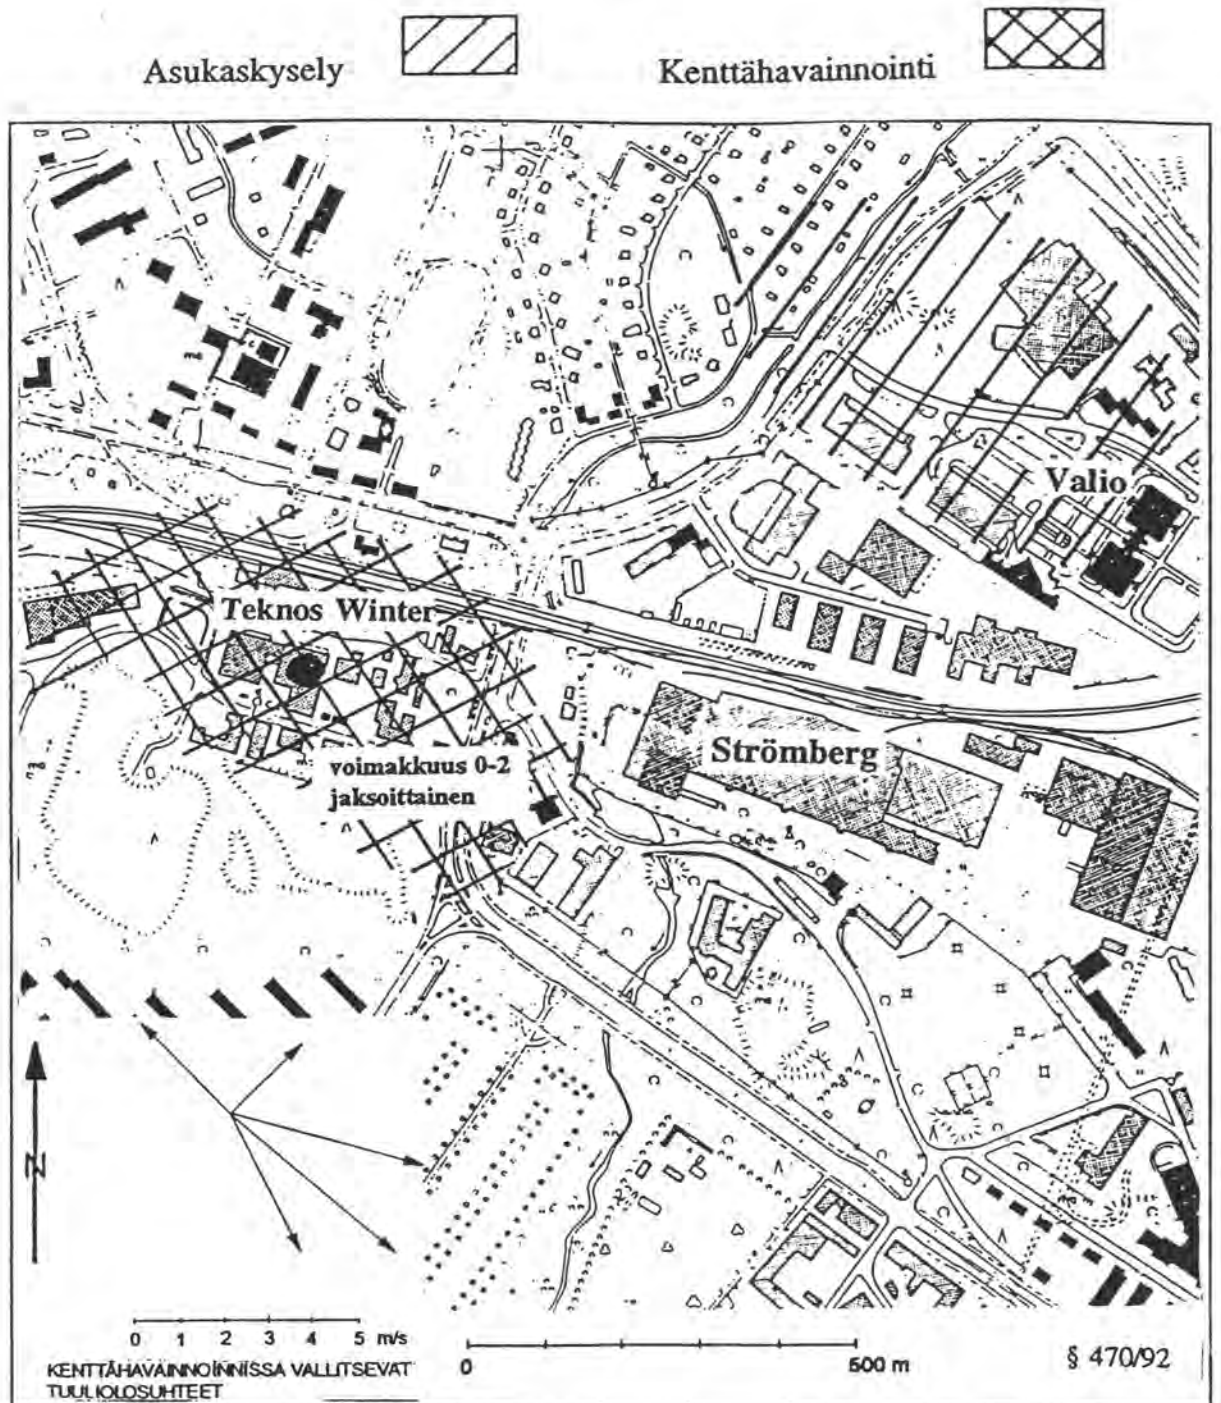 Asukaskysely
Kenttähavainnointi
Valio
Teknos Winter
Strömberg
voimakkuus 0-2
jaksoittainen
N
0 1 2 3 4 5 m/s
KENTTÄHAVAINNOINNISSA VALLITSEVAT
TUULIOLOSUHTEET
0 500 m
§ 470/92